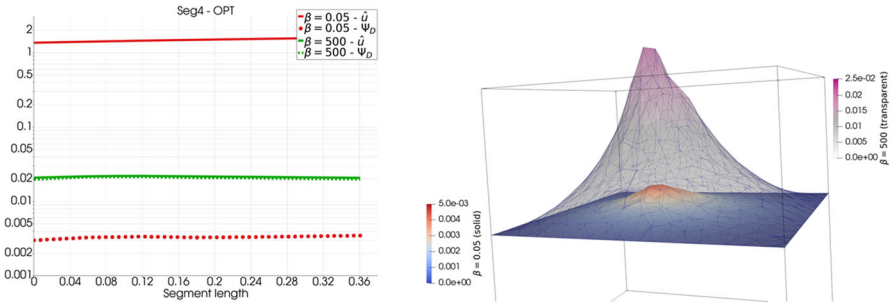 Seg4 - OPT
β = 0.05 - û
β = 0.05 - Ψ_D
β = 500 - û
β = 500 - Ψ_D
2
1
0.5
0.2
0.1
0.05
0.02
0.01
0.005
0.002
0.001
0 0.04 0.08 0.12 0.16 0.2 0.24 0.28 0.32 0.36
Segment length
5.0e-03
0.004
0.003
0.002
0.001
0.0e+00
β = 0.05 (solid)
2.5e-02
0.02
0.015
0.01
0.005
0.0e+00
β = 500 (transparent)